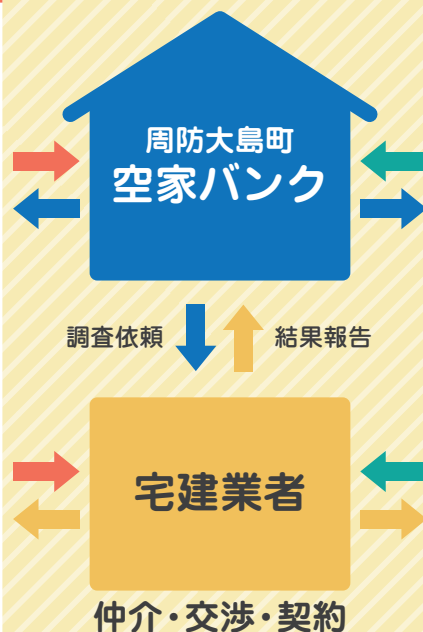 周防大島町
空家バンク
調査依頼
結果報告
宅建業者
仲介・交渉・契約